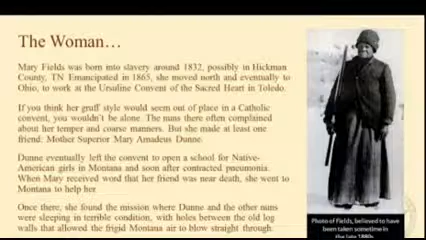 The Woman…
Mary Fields was born into slavery around 1832, possibly in Hickman
County, TN Emancipated in 1865, she moved north and eventually to
Ohio, to work at the Ursuline Convent of the Sacred Heart in Toledo.
If you think her gruff style would seem out of place in a Catholic
convent, you wouldn't be alone. The nuns there often complained
about her temper and coarse manners. But she made at least one
friend: Mother Superior Mary Amadeus Dunne.
Dunne eventually left the convent to open a school for Native-
American girls in Montana and soon after contracted pneumonia.
When Mary received word that her friend was near death, she went to
Montana to help her
Once there, she found the mission where Dunne and the other nuns
were sleeping in terrible condition, with holes between the old log
walls that allowed the frigid Montana air to blow straight through.
Photo of Fields, believed to have
been taken sometime in
the late 1880s